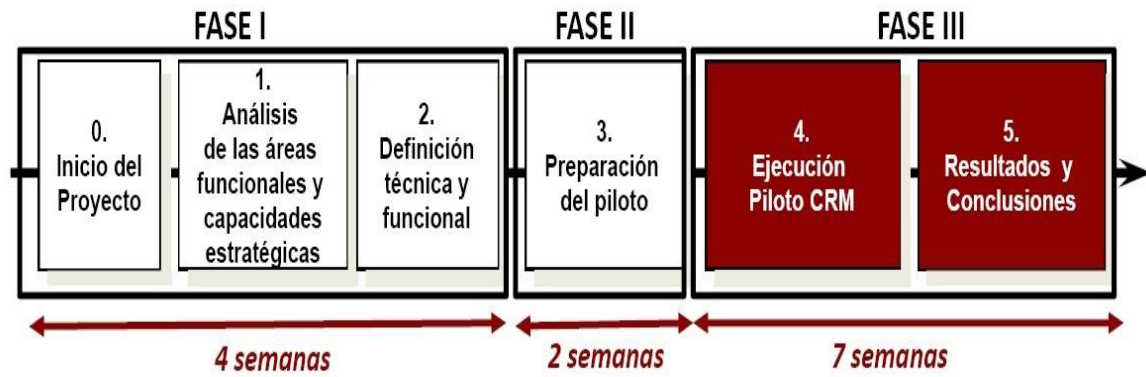 FASE I
FASE II
FASE III
0.
Inicio del
Proyecto
1.
Análisis
de las áreas
funcionales y
capacidades
estratégicas
2.
Definición
técnica y
funcional
3.
Preparación
del piloto
4.
Ejecución
Piloto CRM
5.
Resultados y
Conclusiones
4 semanas
2 semanas
7 semanas